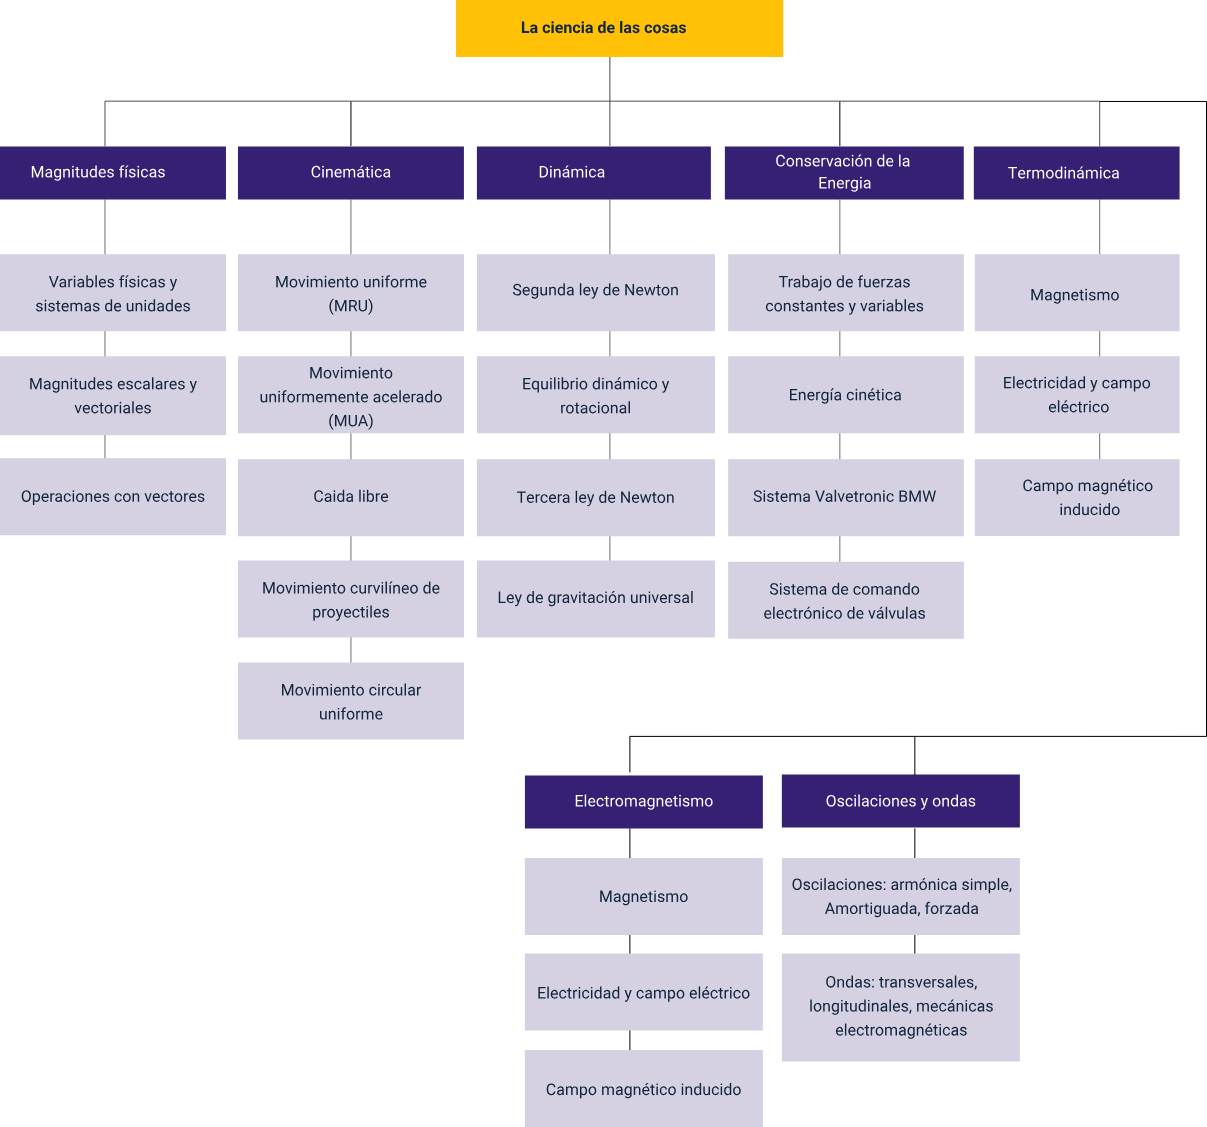 La ciencia de las cosas
Magnitudes físicas
Variables físicas y
sistemas de unidades
Magnitudes escalares y
vectoriales
Operaciones con vectores
Cinemática
Movimiento uniforme
(MRU)
Movimiento
uniformemente acelerado
(MUA)
Caida libre
Movimiento curvilíneo de
proyectiles
Movimiento circular
uniforme
Dinámica
Segunda ley de Newton
Equilibrio dinámico y
rotacional
Tercera ley de Newton
Ley de gravitación universal
Conservación de la
Energia
Trabajo de fuerzas
constantes y variables
Energía cinética
Sistema Valvetronic BMW
Sistema de comando
electrónico de válvulas
Termodinámica
Magnetismo
Electricidad y campo
eléctrico
Campo magnético
inducido
Electromagnetismo
Magnetismo
Electricidad y campo eléctrico
Campo magnético inducido
Oscilaciones y ondas
Oscilaciones: armónica simple,
Amortiguada, forzada
Ondas: transversales,
longitudinales, mecánicas
electromagnéticas